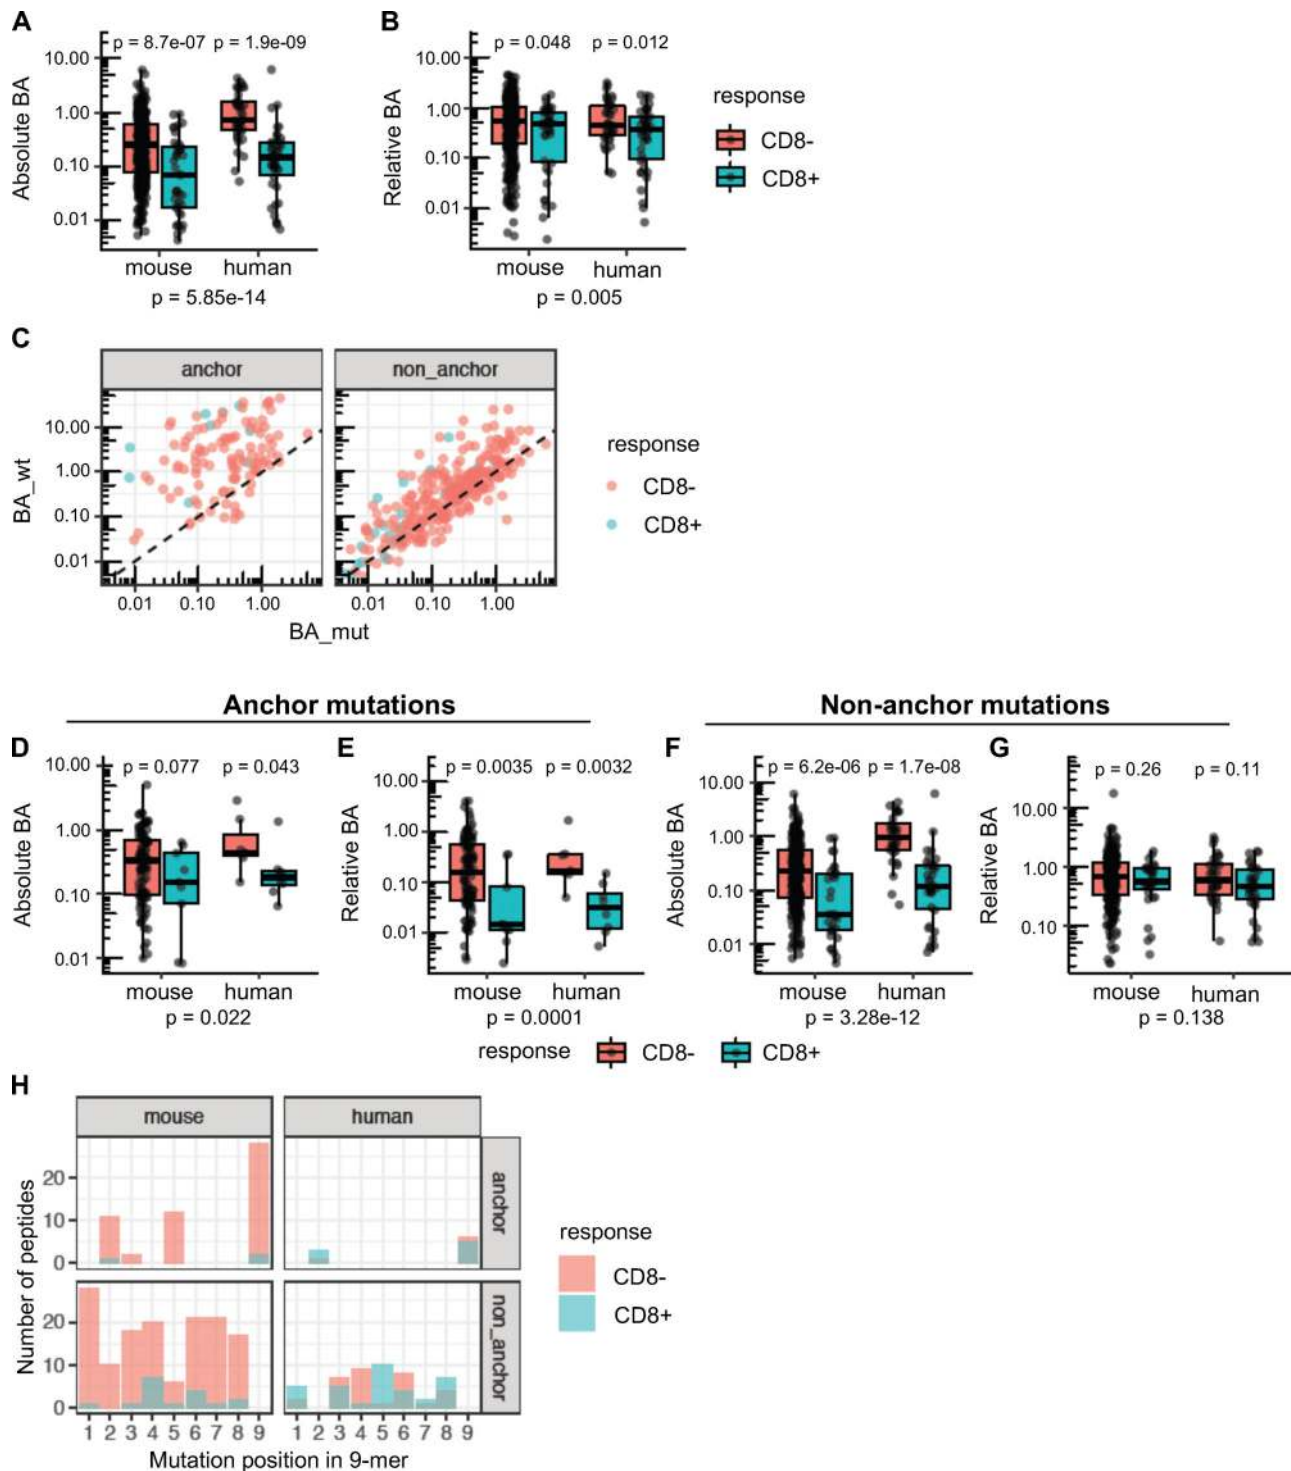 A
B
p = 8.7e-07 p = 1.9e-09
p = 0.048 p = 0.012
Absolute BA
10.00
1.00
0.10
0.01
mouse human
p = 5.85e-14
Relative BA
10.00
1.00
0.10
0.01
mouse human
p = 0.005
response
CD8-
CD8+
C
anchor
non_anchor
BA_wt
10.00
1.00
0.10
0.01
0.01 0.10 1.00
0.01 0.10 1.00
BA_mut
response
CD8-
CD8+
Anchor mutations
Non-anchor mutations
D
p = 0.077 p = 0.043
Absolute BA
10.00
1.00
0.10
0.01
mouse human
p = 0.022
E
p = 0.0035 p = 0.0032
Relative BA
10.00
1.00
0.10
0.01
mouse human
p = 0.0001
F
p = 6.2e-06 p = 1.7e-08
Absolute BA
10.00
1.00
0.10
0.01
mouse human
p = 3.28e-12
G
p = 0.26 p = 0.11
Relative BA
10.00
1.00
0.10
mouse human
p = 0.138
response CD8- CD8+
H
mouse
human
anchor
non_anchor
Number of peptides
20
10
0
20
10
0
1 2 3 4 5 6 7 8 9
1 2 3 4 5 6 7 8 9
Mutation position in 9-mer
response
CD8-
CD8+